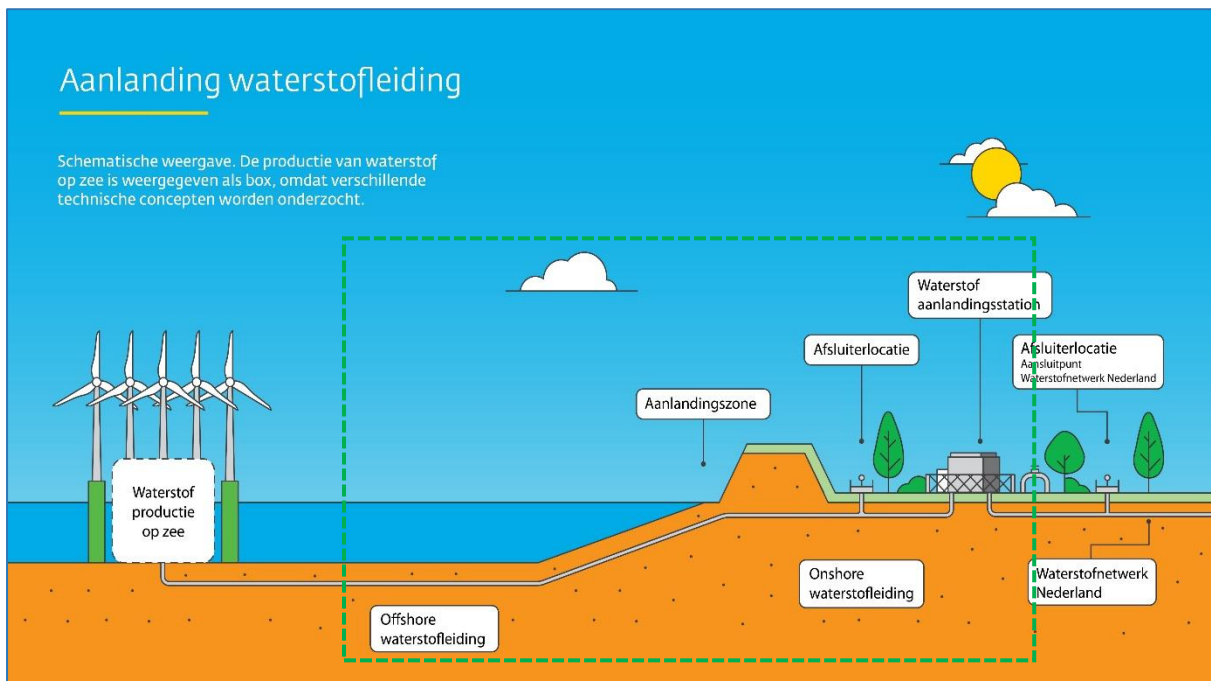 Aanlanding waterstofleiding
Schematische weergave. De productie van waterstof
op zee is weergegeven als box, omdat verschillende
technische concepten worden onderzocht.
Waterstof
aanlandingsstation
Afsluiterlocatie
Afsluiterlocatie
Aansluitpunt
Waterstofnetwerk Nederland
Aanlandingszone
Waterstof
productie
op zee
Onshore
waterstofleiding
Waterstofnetwerk
Nederland
Offshore
waterstofleiding